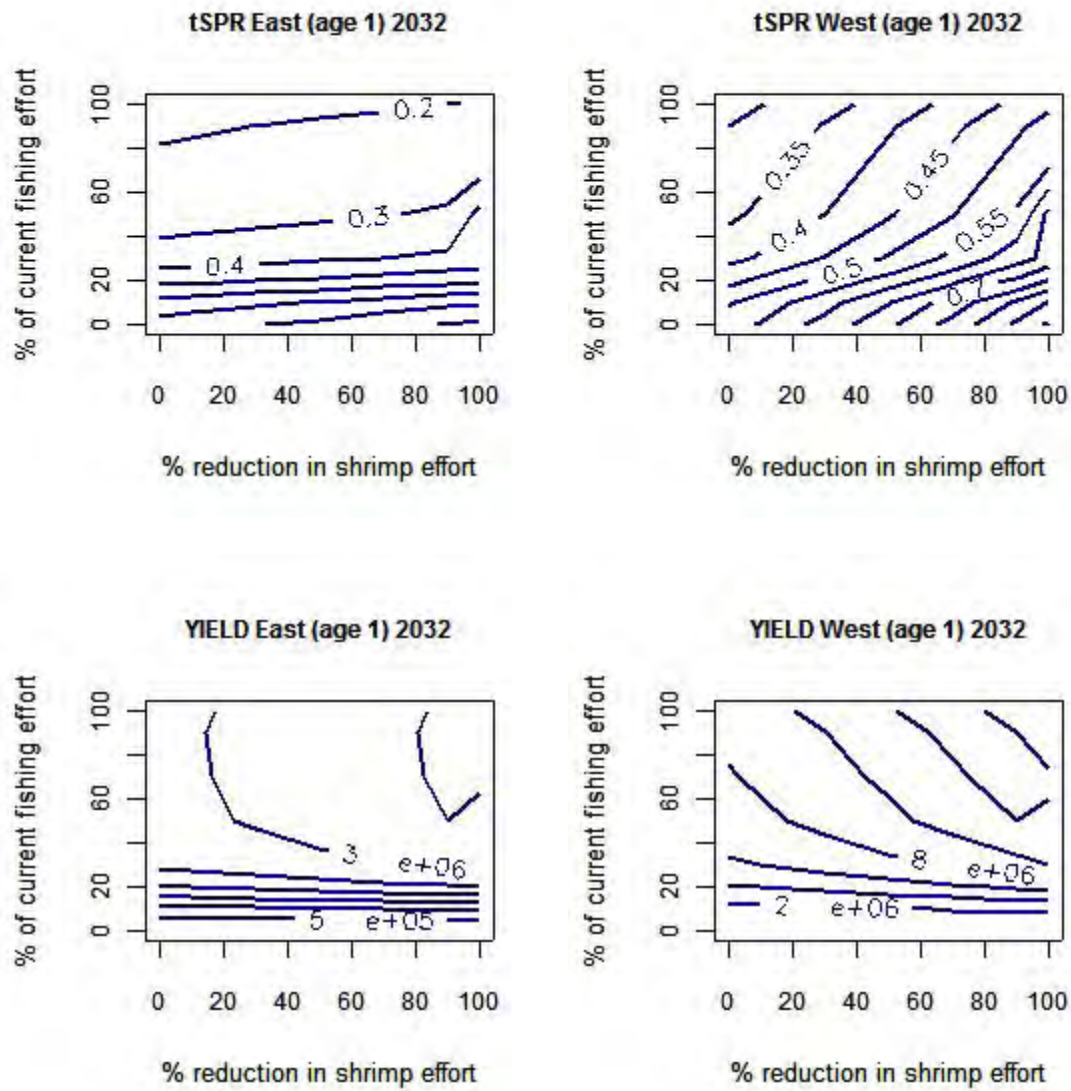 tSPR East (age 1) 2032
% of current fishing effort
100
60
20
0
0.2
0.3
0.4
0 20 40 60 80 100
% reduction in shrimp effort
tSPR West (age 1) 2032
% of current fishing effort
100
60
20
0
0.35
0.45
0.4
0.55
0.5
0.7
0 20 40 60 80 100
% reduction in shrimp effort
YIELD East (age 1) 2032
% of current fishing effort
100
60
20
0
3 e+06
5 e+05
0 20 40 60 80 100
% reduction in shrimp effort
YIELD West (age 1) 2032
% of current fishing effort
100
60
20
0
8 e+06
2 e+06
0 20 40 60 80 100
% reduction in shrimp effort